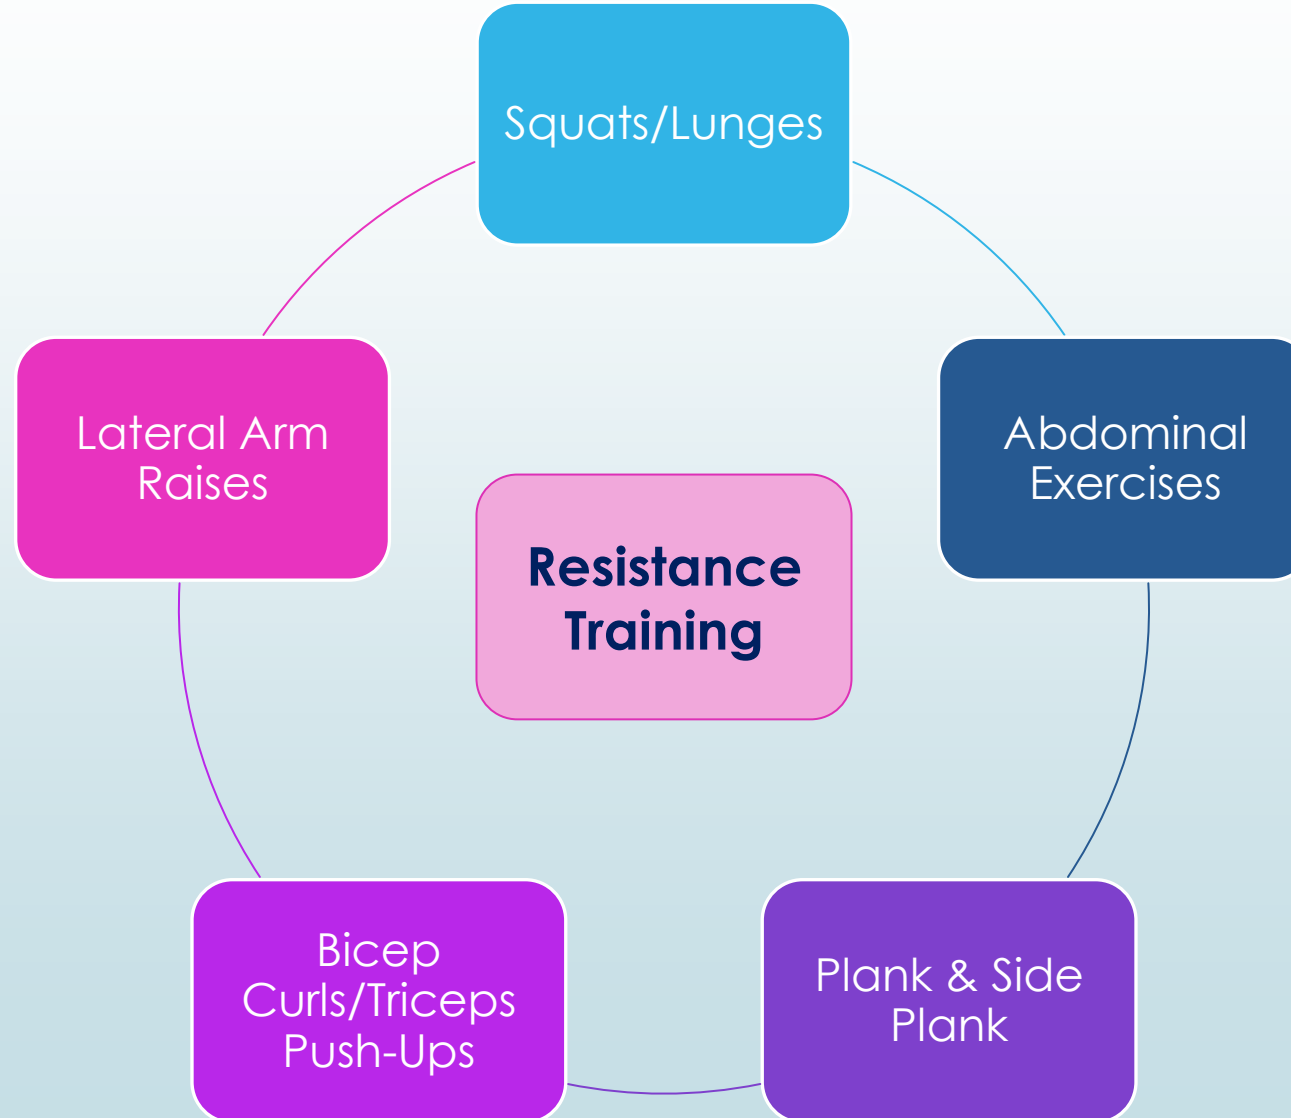 Squats/Lunges
Lateral Arm
Raises
Abdominal
Exercises
Resistance
Training
Bicep
Curls/Triceps
Push-Ups
Plank & Side
Plank